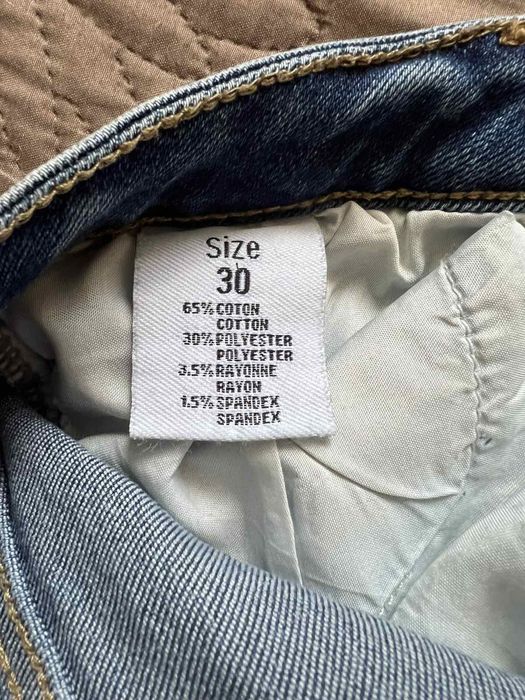 Size
30
65% COTON
COTTON
30% POLYESTER
POLYESTER
3.5% RAYONNE
RAYON
1.5% SPANDEX
SPANDEX